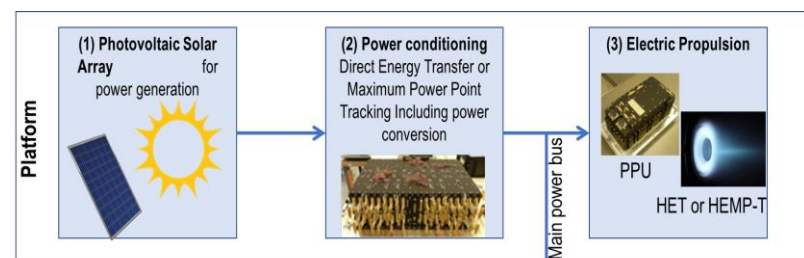 Platform
(1) Photovoltaic Solar
Array for
power generation
(2) Power conditioning
Direct Energy Transfer or
Maximum Power Point
Tracking Including power
conversion
Main power bus
(3) Electric Propulsion
PPU
HET or HEMP-T